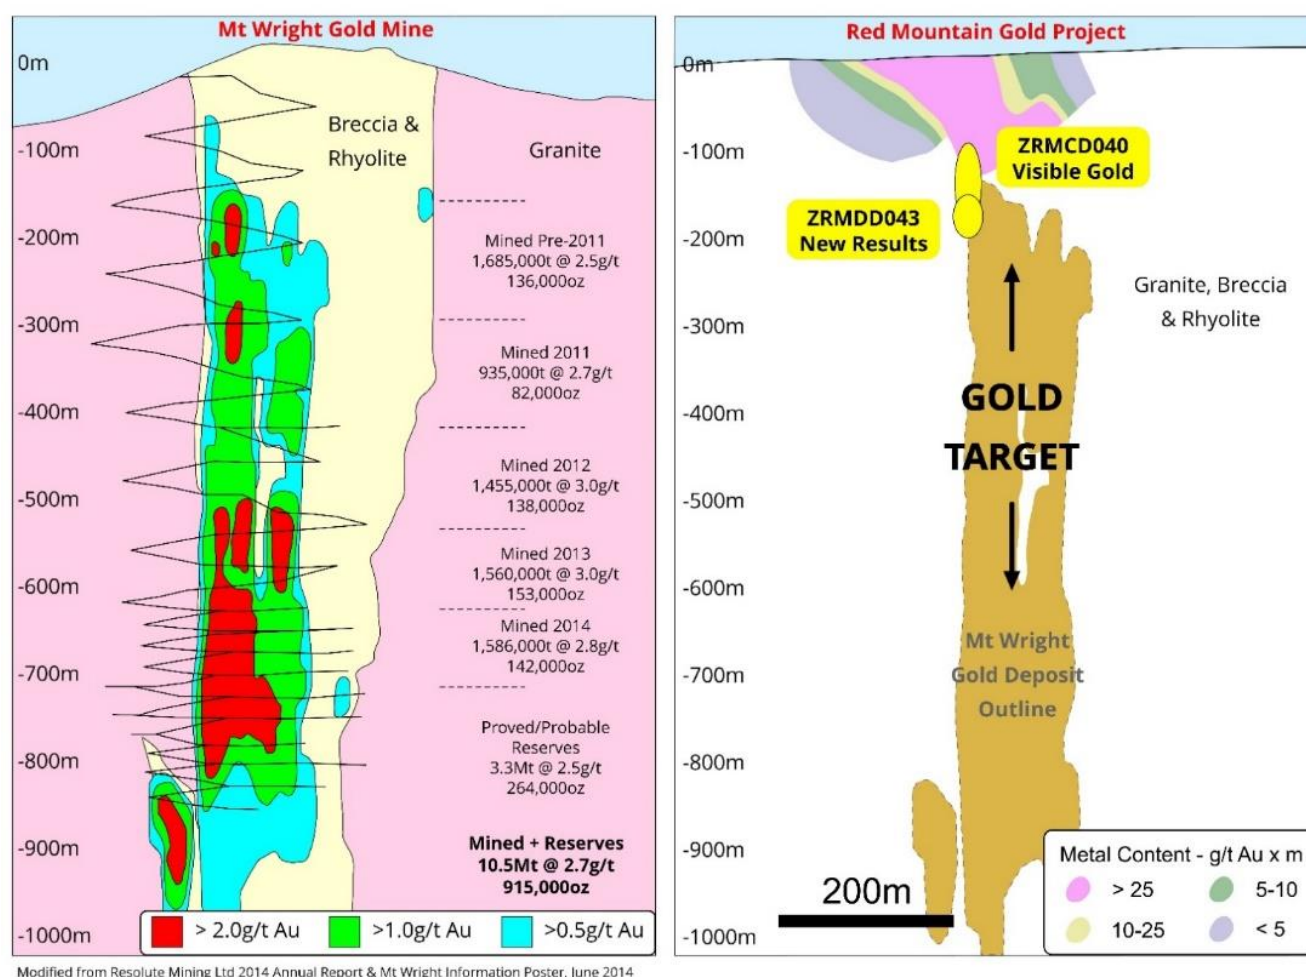 Mt Wright Gold Mine
0m
-100m
-200m
-300m
-400m
-500m
-600m
-700m
-800m
-900m
-1000m
Breccia &
Rhyolite
Granite
Mined Pre-2011
1,685,000t @ 2.5g/t
136,000oz
Mined 2011
935,000t @ 2.7g/t
82,000oz
Mined 2012
1,455,000t @ 3.0g/t
138,000oz
Mined 2013
1,560,000t @ 3.0g/t
153,000oz
Mined 2014
1,586,000t @ 2.8g/t
142,000oz
Proved/Probable
Reserves
3.3Mt @ 2.5g/t
264,000oz
Mined + Reserves
10.5Mt @ 2.7g/t
915,000oz
> 2.0g/t Au
>1.0g/t Au
>0.5g/t Au
Modified from Resolute Mining Ltd 2014 Annual Report & Mt Wright Information Poster, June 2014
Red Mountain Gold Project
0m
-100m
-200m
-300m
-400m
-500m
-600m
-700m
-800m
-900m
-1000m
ZRMCD040
Visible Gold
ZRMDD043
New Results
Granite, Breccia
& Rhyolite
GOLD
TARGET
Mt Wright
Gold Deposit
Outline
200m
Metal Content - g/t Au x m
> 25
5-10
10-25
< 5